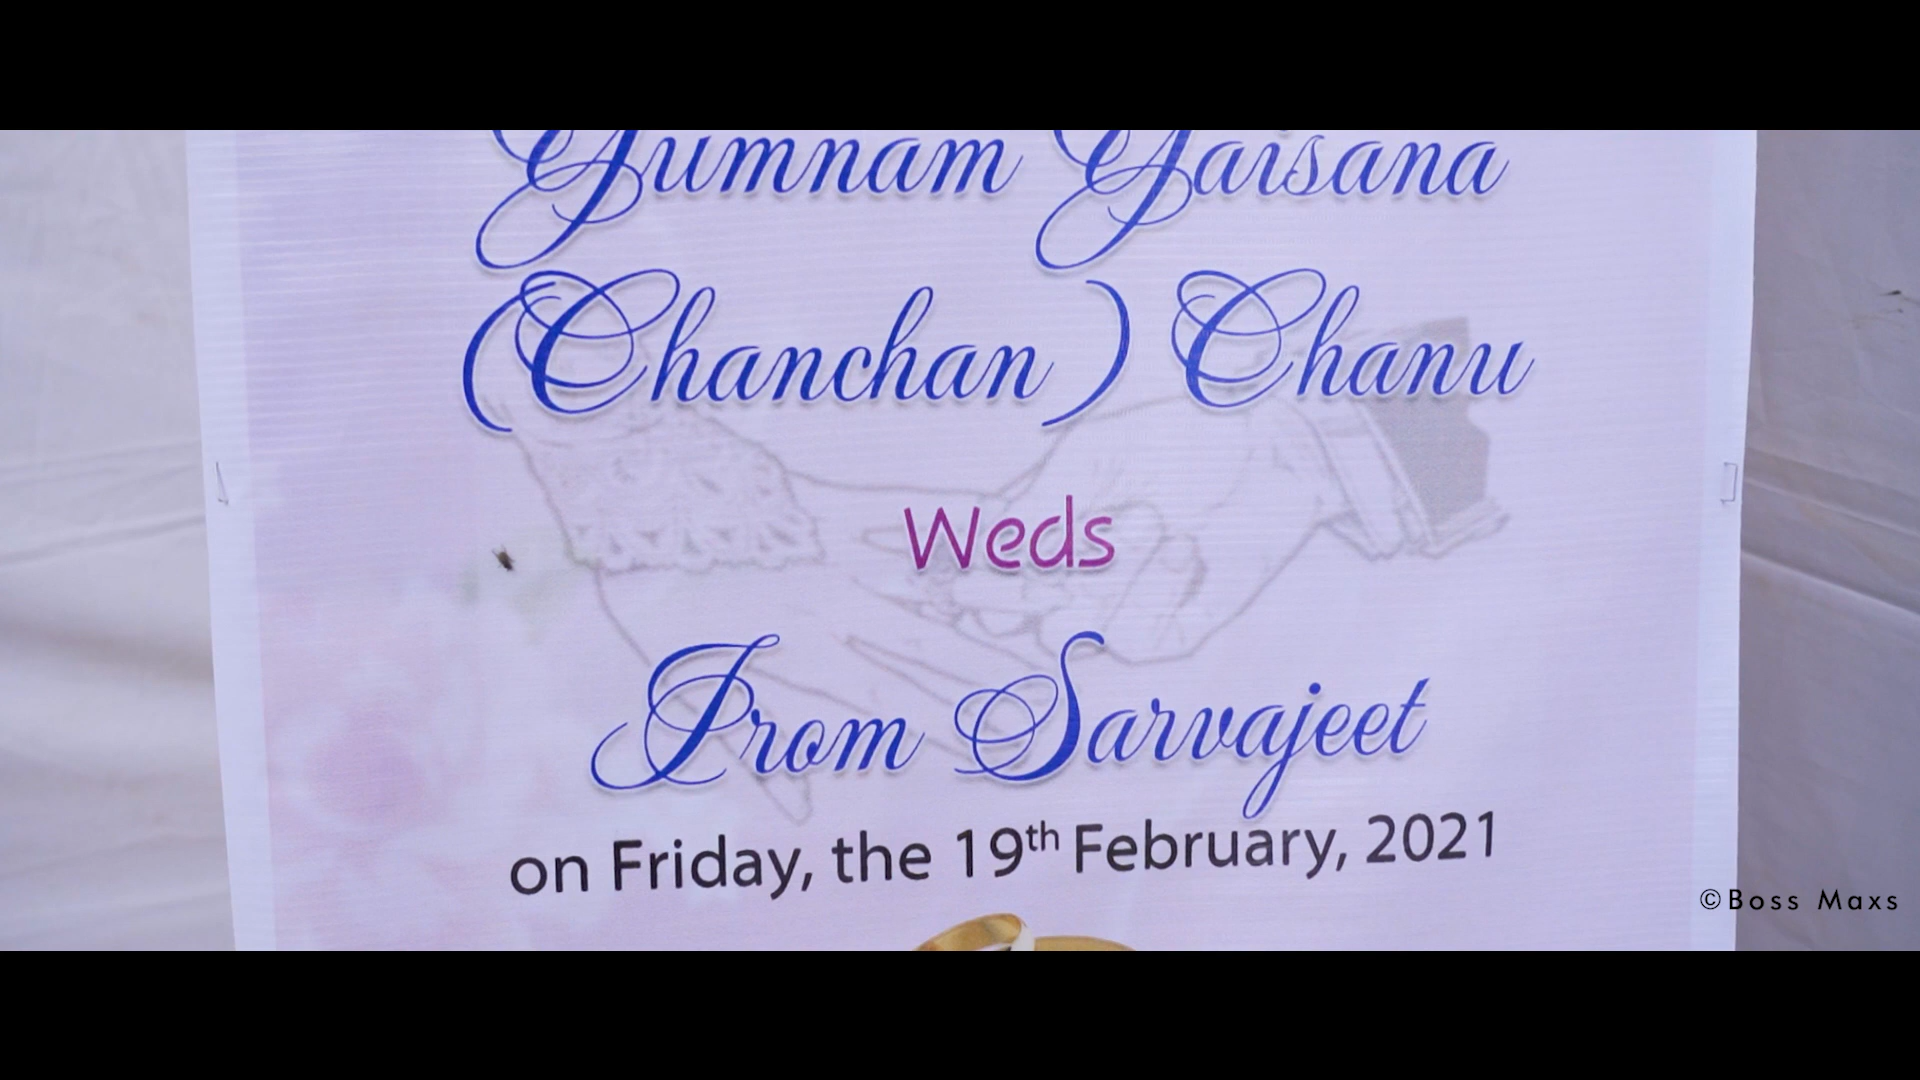 Yumnam Yaisana
(Chanchan) Chanu
Weds
Irom Sarvajeet
on Friday, the 19th February, 2021
©Boss Maxs